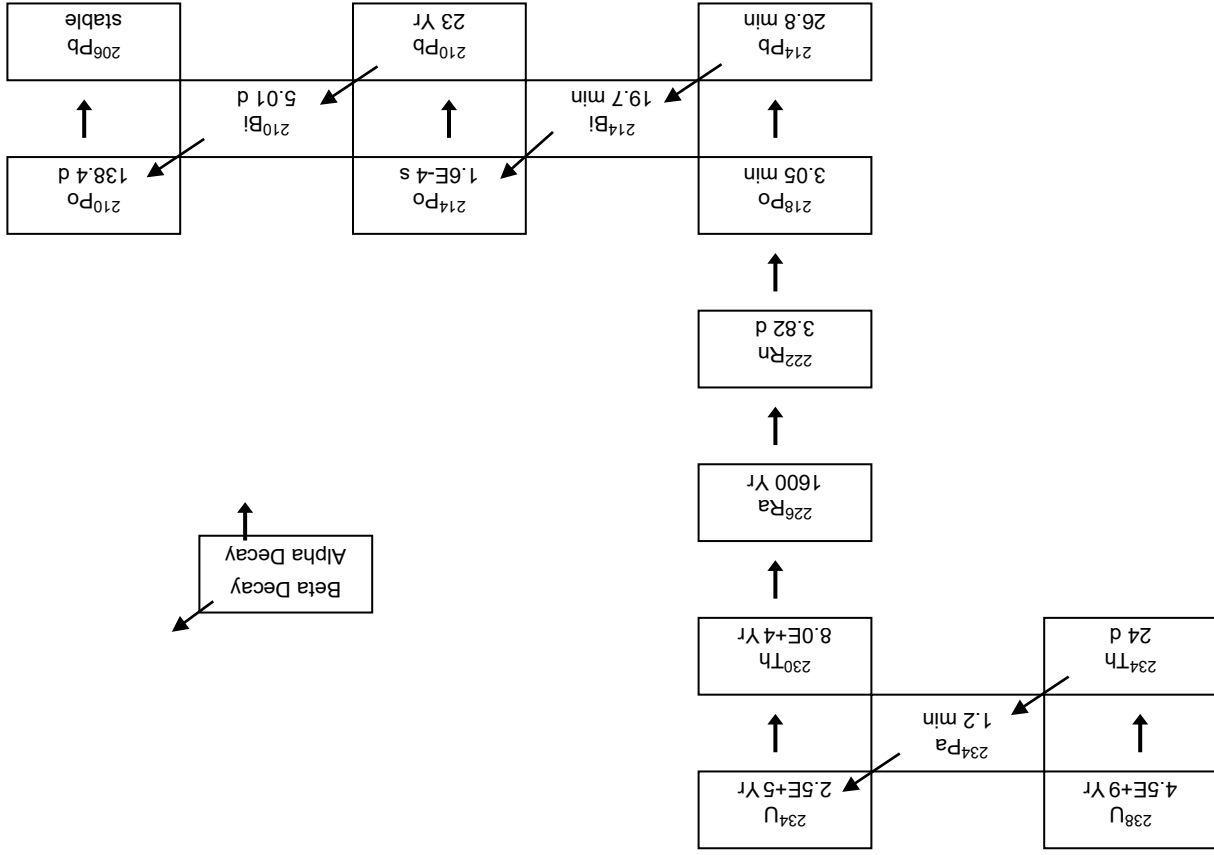 ²³⁸U
4.5E+9 Yr
²³⁴U
2.5E+5 Yr
²³⁴Pa
1.2 min
²³⁴Th
24 d
²³⁰Th
8.0E+4 Yr
Beta Decay
Alpha Decay
²²⁶Ra
1600 Yr
²²²Rn
3.82 d
²¹⁸Po
3.05 min
²¹⁴Po
1.6E-4 s
²¹⁰Po
138.4 d
²¹⁴Bi
19.7 min
²¹⁰Bi
5.01 d
²¹⁴Pb
26.8 min
²¹⁰Pb
23 Yr
²⁰⁶Pb
stable